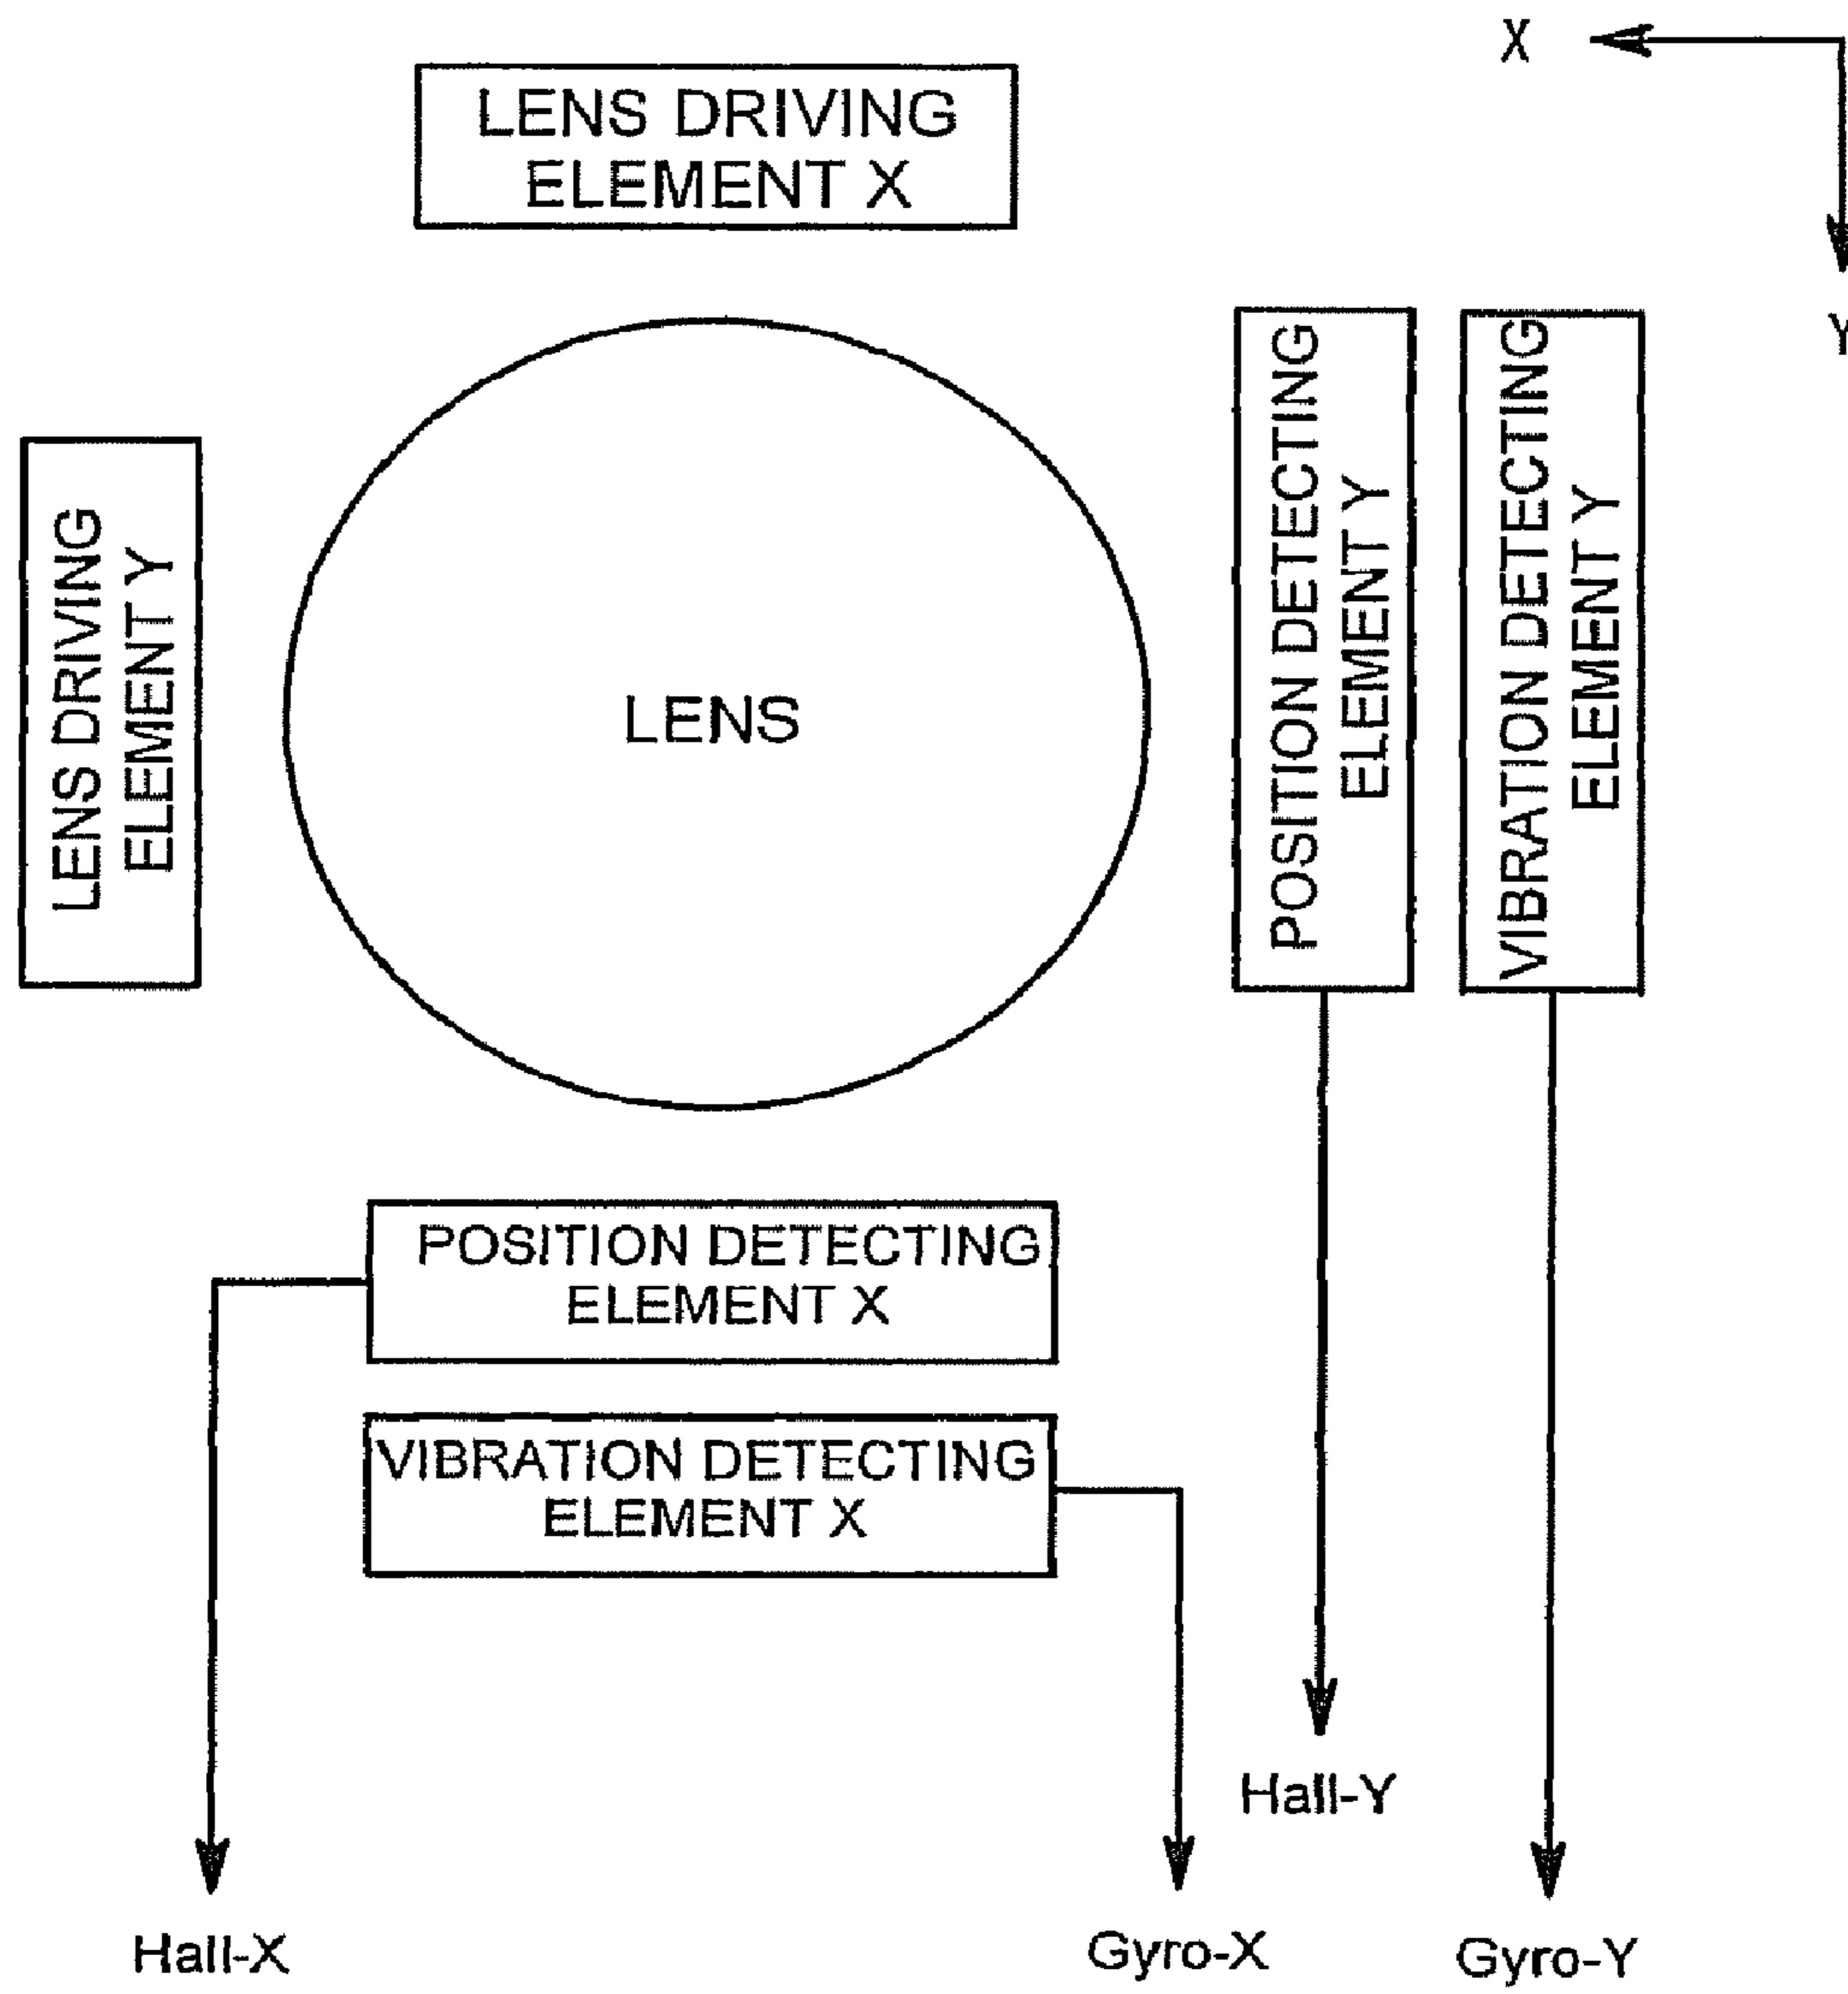 X
LENS DRIVING
ELEMENT X
Y
LENS DRIVING
ELEMENT Y
LENS
POSITION DETECTING
ELEMENT Y
VIBRATION DETECTING
ELEMENT Y
POSITION DETECTING
ELEMENT X
VIBRATION DETECTING
ELEMENT X
Hall-Y
Hall-X
Gyro-X
Gyro-Y